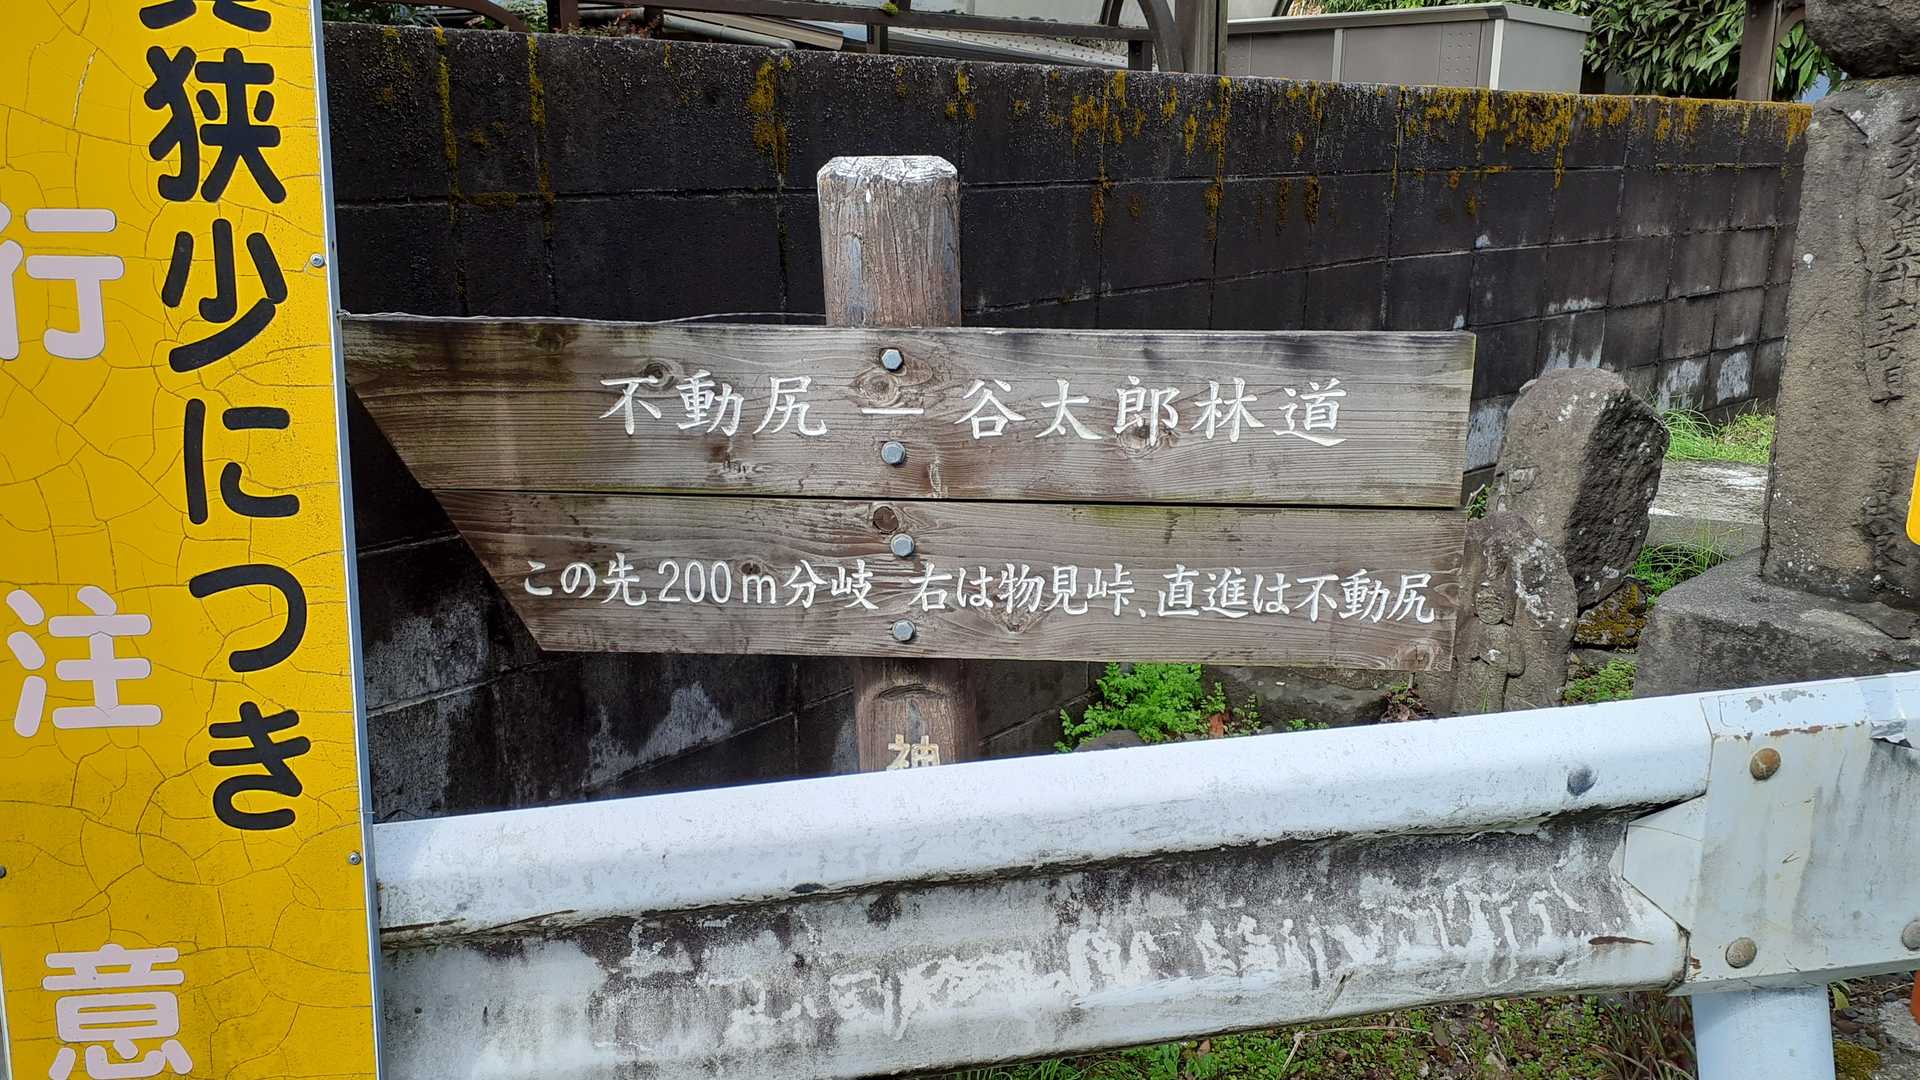 狭少につき
行
注
意
不動尻 ー 谷太郎林道
この先200m分岐 右は物見峠、直進は不動尻
神